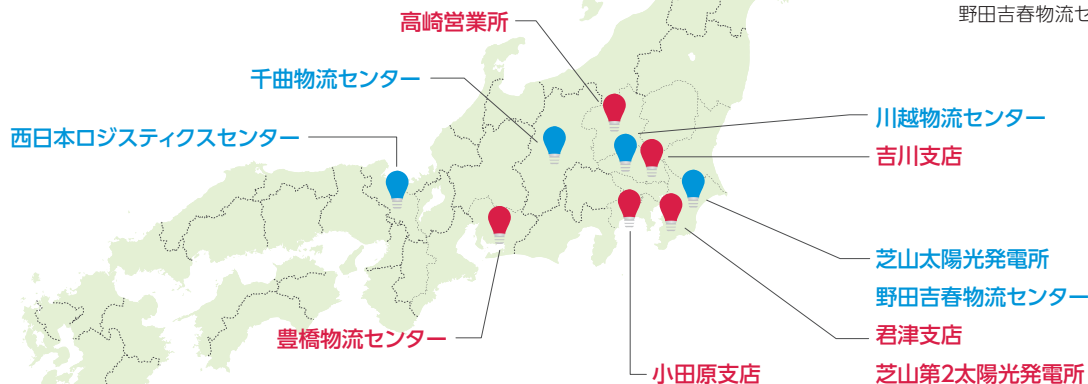 野田吉春物流セ
高崎営業所
千曲物流センター
西日本ロジスティクスセンター
川越物流センター
吉川支店
芝山太陽光発電所
野田吉春物流センター
豊橋物流センター
君津支店
小田原支店
芝山第2太陽光発電所